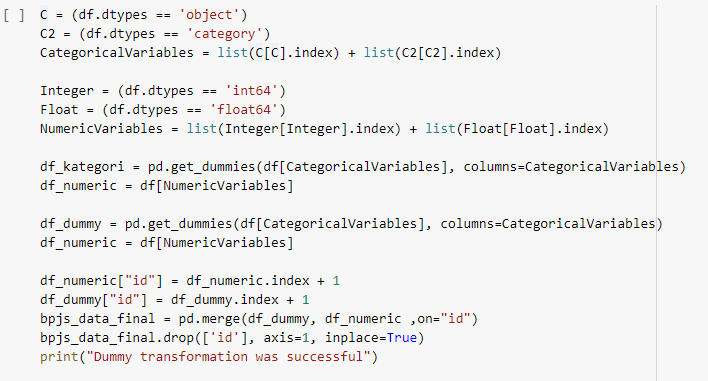 [ ] C = (df.dtypes == 'object')
C2 = (df.dtypes == 'category')
CategoricalVariables = list(C[C].index) + list(C2[C2].index)
Integer = (df.dtypes == 'int64')
Float = (df.dtypes == 'float64')
NumericVariables = list(Integer[Integer].index) + list(Float[Float].index)
df_kategori = pd.get_dummies(df[CategoricalVariables], columns=CategoricalVariables)
df_numeric = df[NumericVariables]
df_dummy = pd.get_dummies(df[CategoricalVariables], columns=CategoricalVariables)
df_numeric = df[NumericVariables]
df_numeric["id"] = df_numeric.index + 1
df_dummy["id"] = df_dummy.index + 1
bpjs_data_final = pd.merge(df_dummy, df_numeric ,on="id")
bpjs_data_final.drop(['id'], axis=1, inplace=True)
print("Dummy transformation was successful")